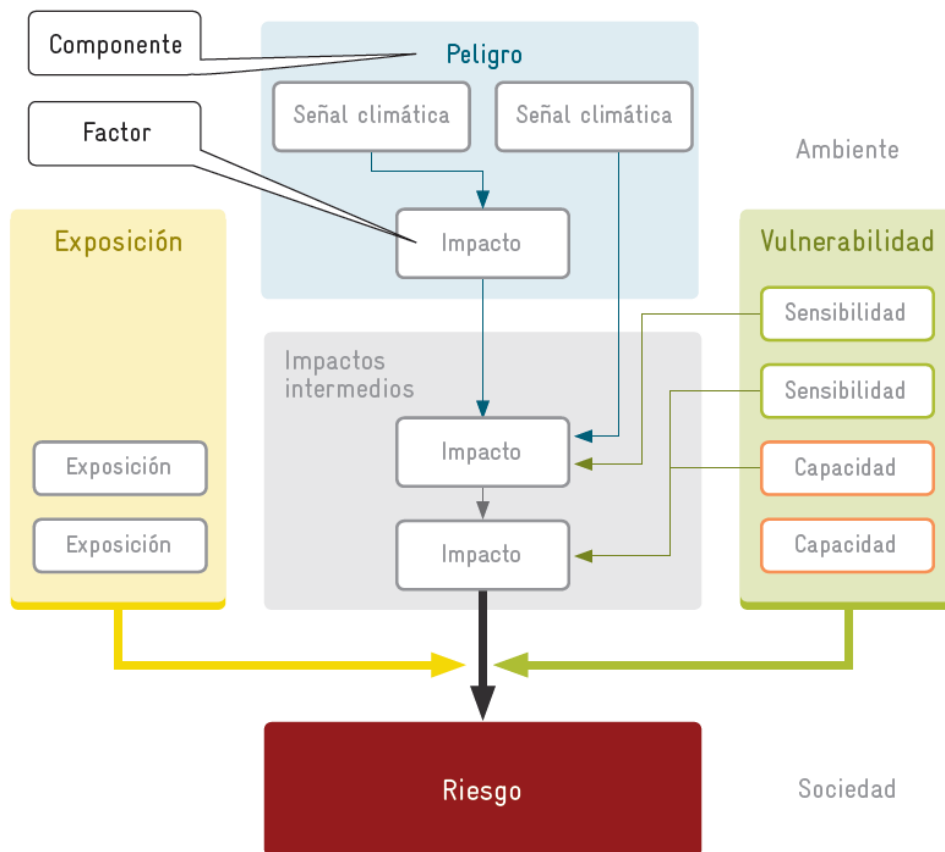 Componente
Peligro
Señal climática
Señal climática
Factor
Ambiente
Exposición
Impacto
Vulnerabilidad
Sensibilidad
Impactos
intermedios
Sensibilidad
Impacto
Exposición
Capacidad
Exposición
Impacto
Capacidad
Riesgo
Sociedad